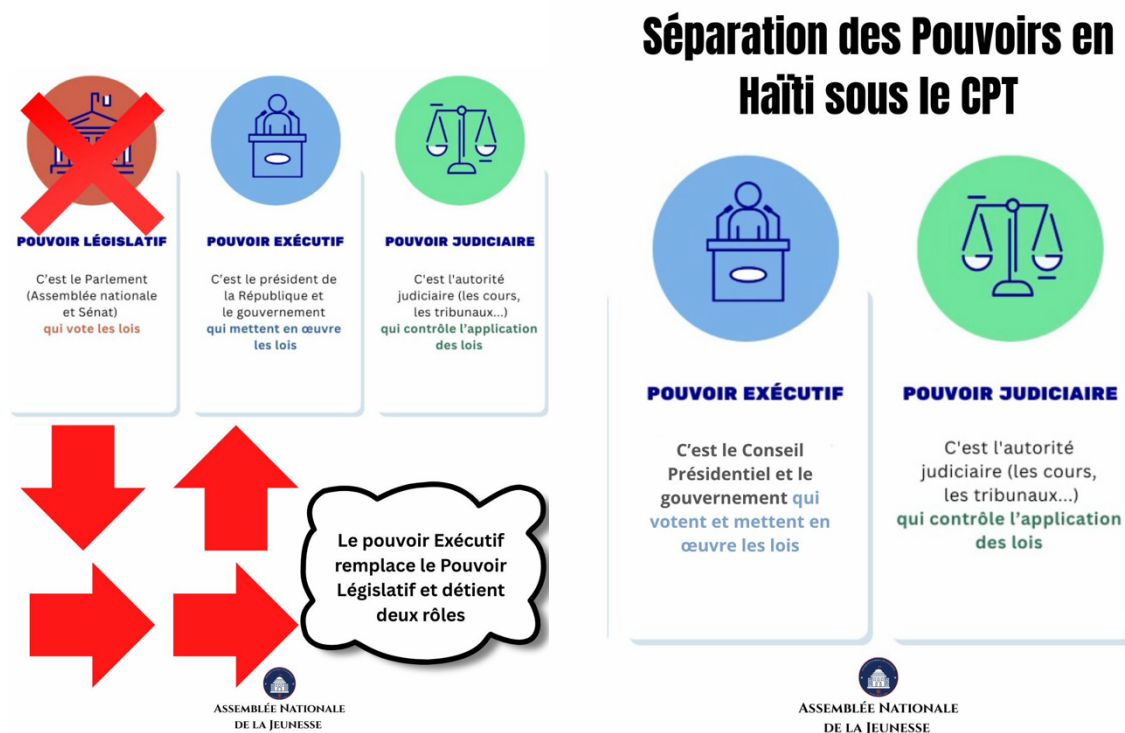 POUVOIR LÉGISLATIF
C'est le Parlement
(Assemblée nationale
et Sénat)
qui vote les lois
POUVOIR EXÉCUTIF
C'est le président de
la République et
le gouvernement
qui mettent en œuvre
les lois
POUVOIR JUDICIAIRE
C'est l'autorité
judiciaire (les cours,
les tribunaux...)
qui contrôle l'application
des lois
Le pouvoir Exécutif
remplace le Pouvoir
Législatif et détient
deux rôles
Assemblée Nationale
de la Jeunesse
Séparation des Pouvoirs en
Haïti sous le CPT
POUVOIR EXÉCUTIF
C'est le Conseil
Présidentiel et le
gouvernement qui
votent et mettent en
œuvre les lois
POUVOIR JUDICIAIRE
C'est l'autorité
judiciaire (les cours,
les tribunaux...)
qui contrôle l'application
des lois
Assemblée Nationale
de la Jeunesse